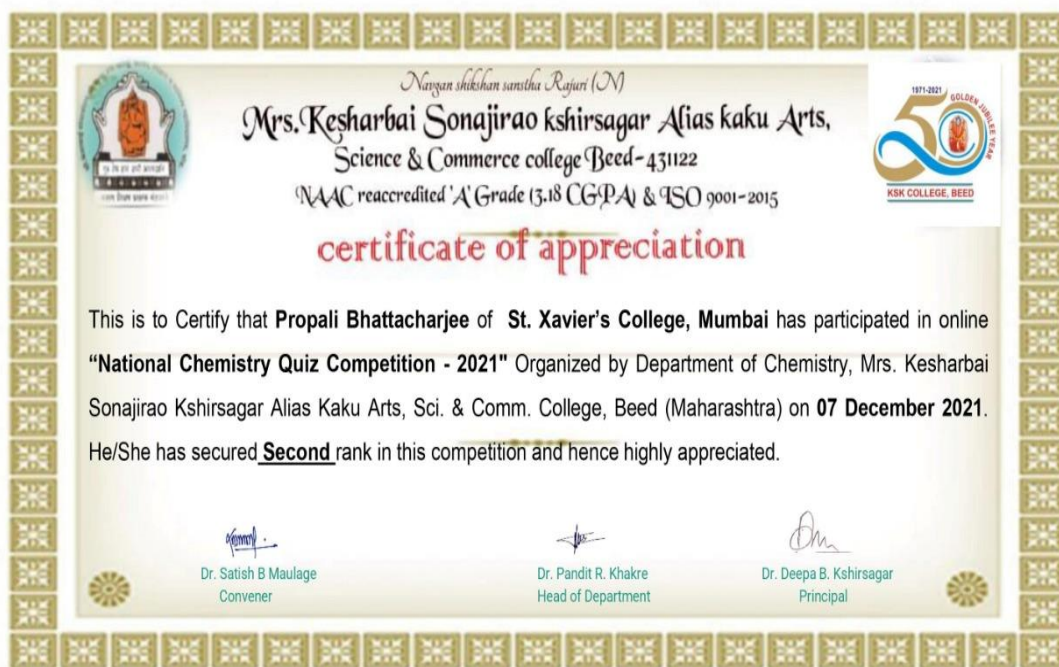 Navgan shikshan sanstha Rajuri (N)
Mrs.Kesharbai Sonajirao kshirsagar Alias kaku Arts,
Science & Commerce college Beed-431122
NAAC reaccredited 'A' Grade (3.18 CGPA) & ISO 9001-2015
1971-2021
50
GOLDEN JUBILEE YEAR
KSK COLLEGE, BEED
certificate of appreciation
This is to Certify that Propali Bhattacharjee of St. Xavier's College, Mumbai has participated in online
“National Chemistry Quiz Competition - 2021" Organized by Department of Chemistry, Mrs. Kesharbai
Sonajirao Kshirsagar Alias Kaku Arts, Sci. & Comm. College, Beed (Maharashtra) on 07 December 2021.
He/She has secured Second rank in this competition and hence highly appreciated.
Dr. Satish B Maulage
Convener
Dr. Pandit R. Khakre
Head of Department
Dr. Deepa B. Kshirsagar
Principal